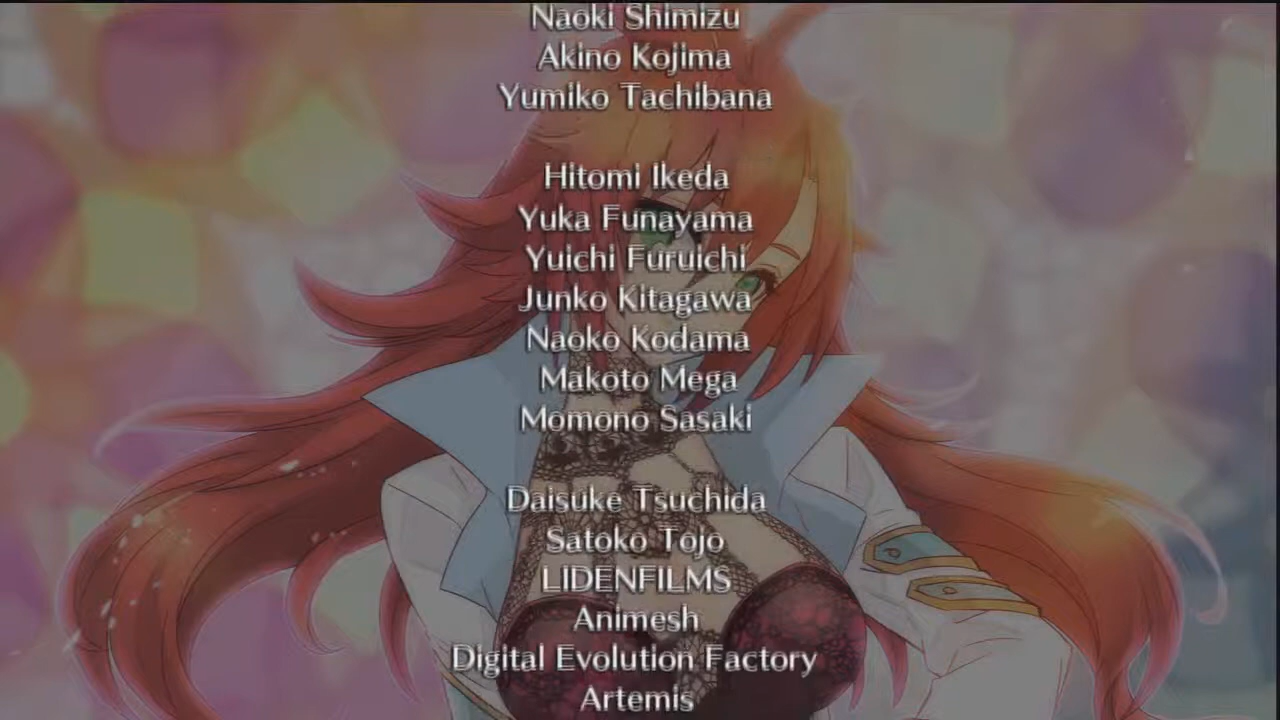 Naoki Shimizu
Akino Kojima
Yumiko Tachibana
Hitomi Ikeda
Yuka Funayama
Yuichi Furuichi
Junko Kitagawa
Naoko Kodama
Makoto Mega
Momono Sasaki
Daisuke Tsuchida
Satoko Tojo
LIDENFILMS
Animesh
Digital Evolution Factory
Artemis